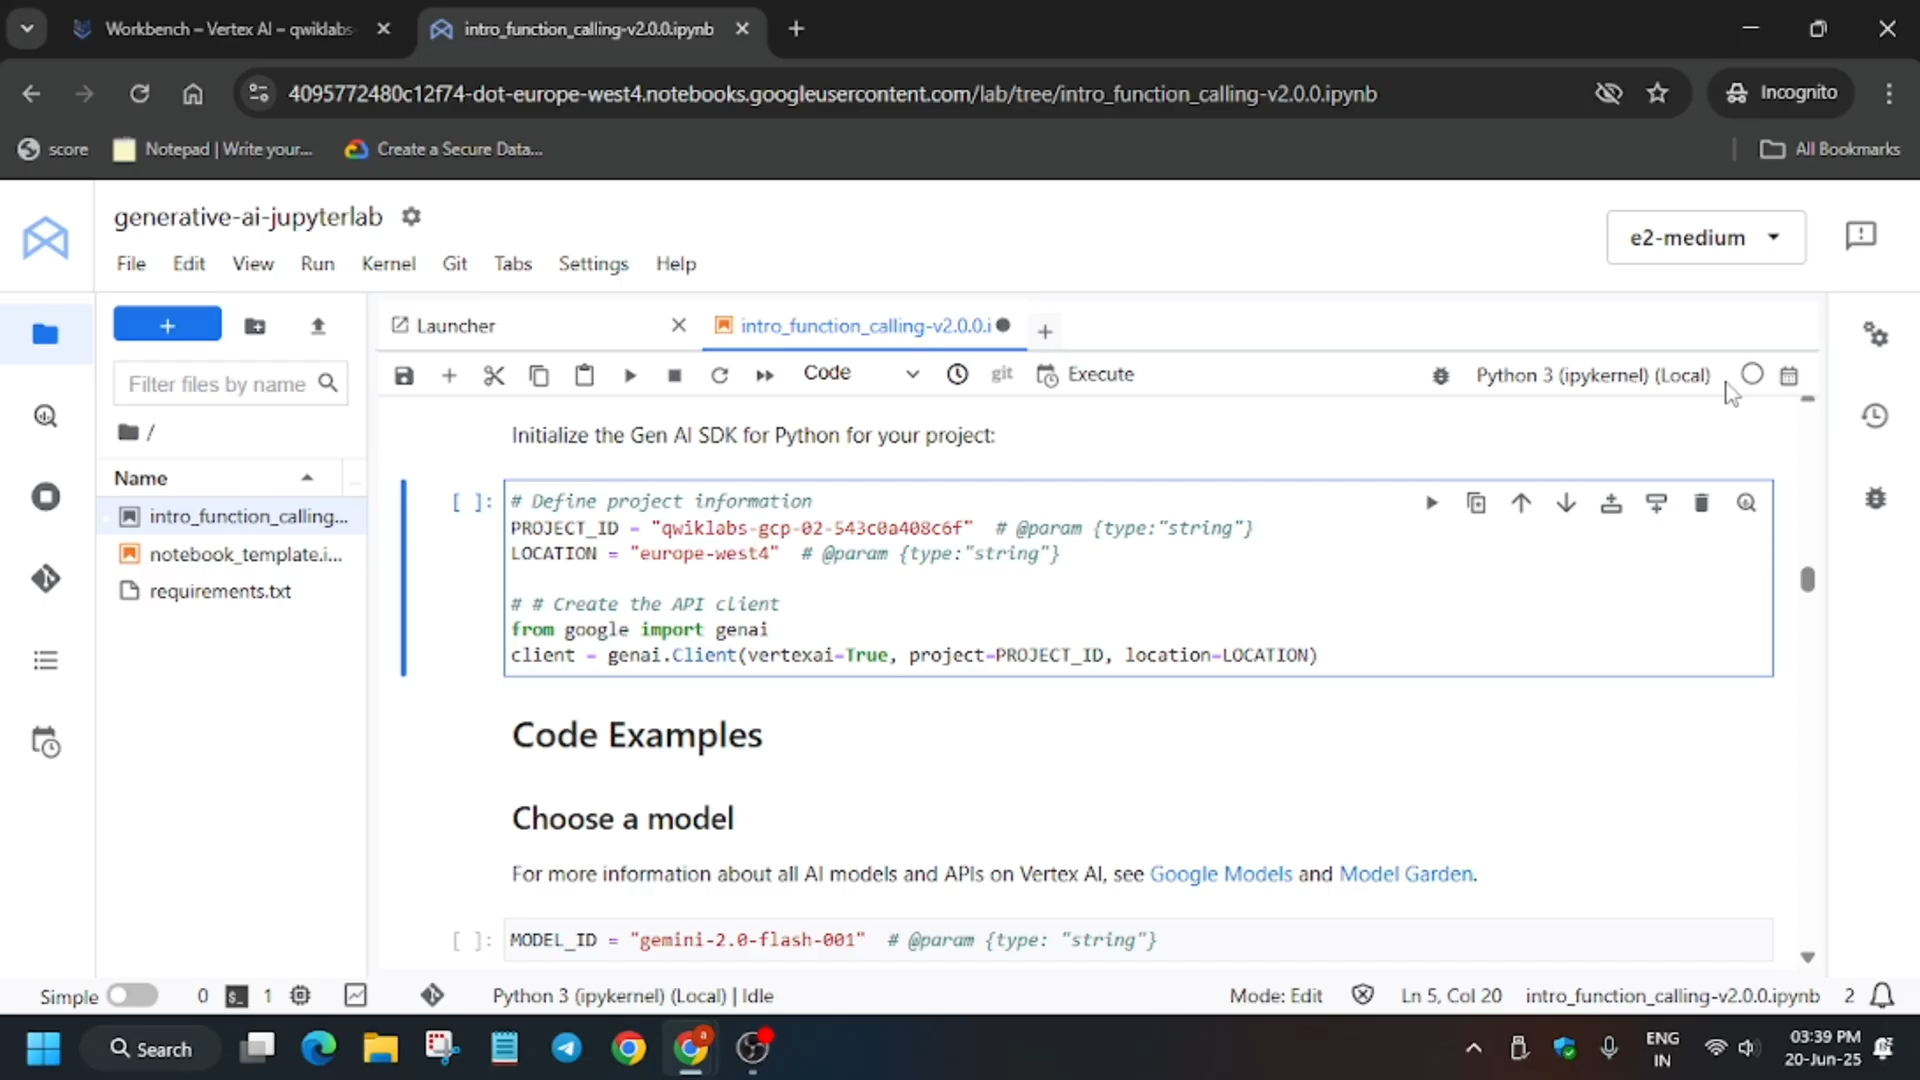 Workbench – Vertex AI – qwiklabs-
intro_function_calling-v2.0.0.ipynb
4095772480c12f74-dot-europe-west4.notebooks.googleusercontent.com/lab/tree/intro_function_calling-v2.0.0.ipynb
Incognito
score
Notepad | Write your...
Create a Secure Data...
All Bookmarks
generative-ai-jupyterlab
e2-medium
File Edit View Run Kernel Git Tabs Settings Help
Launcher
intro_function_calling-v2.0.0.i
Filter files by name
Code
git
Execute
Python 3 (ipykernel) (Local)
/
Name
intro_function_calling...
notebook_template.i...
requirements.txt
Initialize the Gen AI SDK for Python for your project:
[ ]: # Define project information
PROJECT_ID = "qwiklabs-gcp-02-543c0a408c6f" # @param {type:"string"}
LOCATION = "europe-west4" # @param {type:"string"}
# # Create the API client
from google import genai
client = genai.Client(vertexai=True, project=PROJECT_ID, location=LOCATION)
Code Examples
Choose a model
For more information about all AI models and APIs on Vertex AI, see Google Models and Model Garden.
[ ]: MODEL_ID = "gemini-2.0-flash-001" # @param {type: "string"}
Simple 0 1 Python 3 (ipykernel) (Local) | Idle Mode: Edit Ln 5, Col 20 intro_function_calling-v2.0.0.ipynb 2
Search
ENG
IN
03:39 PM
20-Jun-25